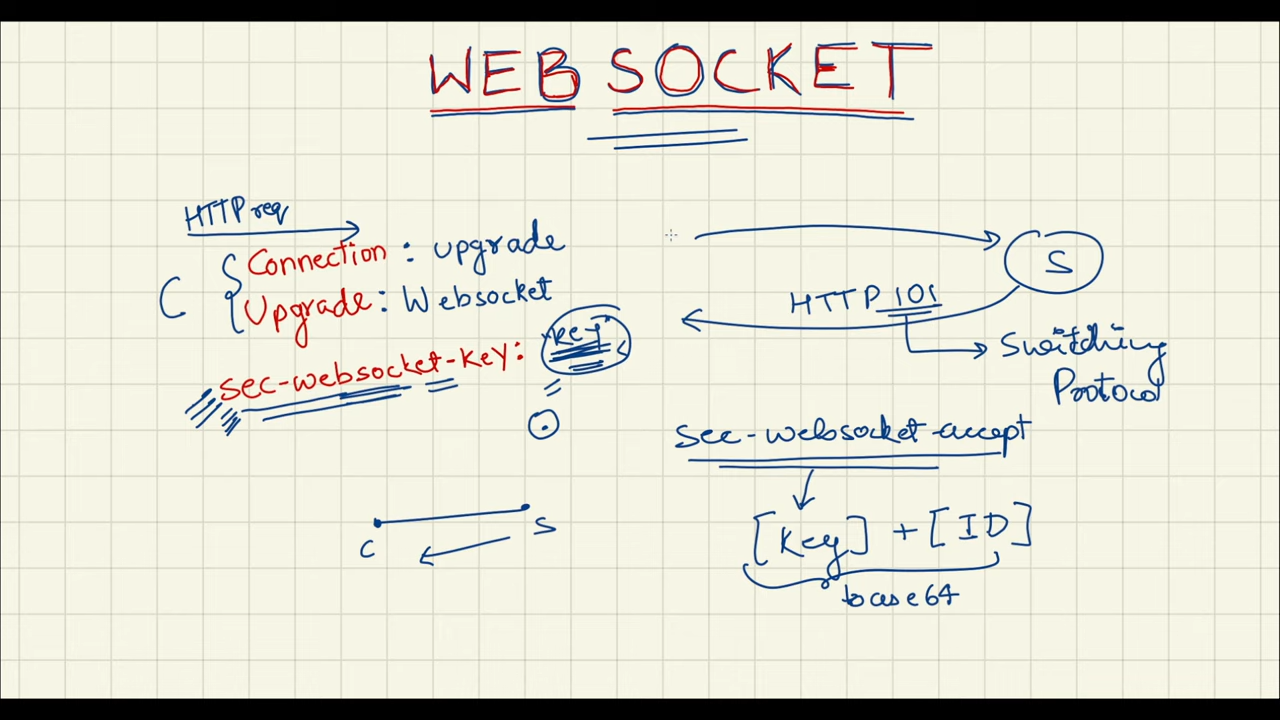 WEB SOCKET
HTTP req
C
Connection : upgrade
Upgrade : Websocket
sec-websocket-key: "key"
S
HTTP 101
Switching
Protocol
sec-websocket-accept
[Key] + [ID]
base64
C
S